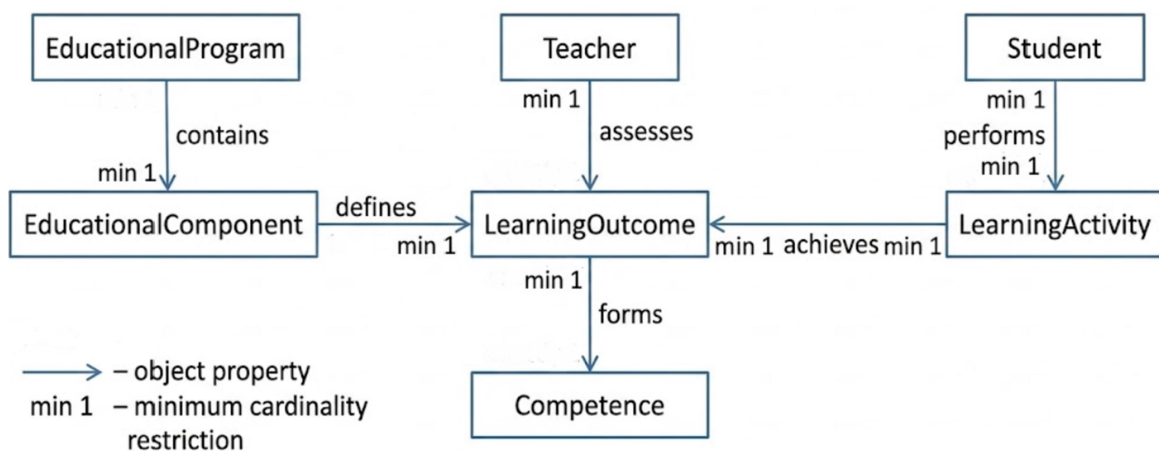 EducationalProgram
Teacher
Student
min 1
min 1
contains
assesses
performs
min 1
min 1
EducationalComponent
defines
min 1
LearningOutcome
min 1 achieves min 1
LearningActivity
min 1
forms
Competence
– object property
min 1 – minimum cardinality
restriction